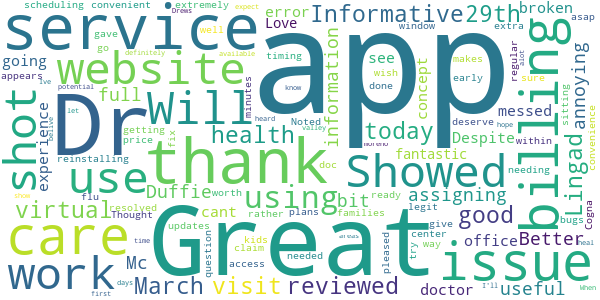 scheduling convenient Drews extremely expect
service
app
Informative 29th
broken
going gave well error Love window extra asap
definitely available go
appears website
Dr Will
timing see
wish early regular
done makes sure
annoying
messed
sitting
shot
full
health
information
concept
today
know
billing
experience
potential
let
minutes
getting price
fix
heard
Noted
valley
Despite deserve
within
needing
convenience
reinstalling
thank
doc
fantastic
Showed
use
flu
Duffie worth
using bit
assigning
legit
Lingad
virtual
resolved
Thought
cant
rather plans families
ready
good
bugs
Cogna
care
updates
question
Great
kids
claim
needed
access
pleased
center
try way
give
office Better
issue
work
Mc
March visit reviewed doctor useful
time
days
first
areas
I'll
When
heal
hope
alot